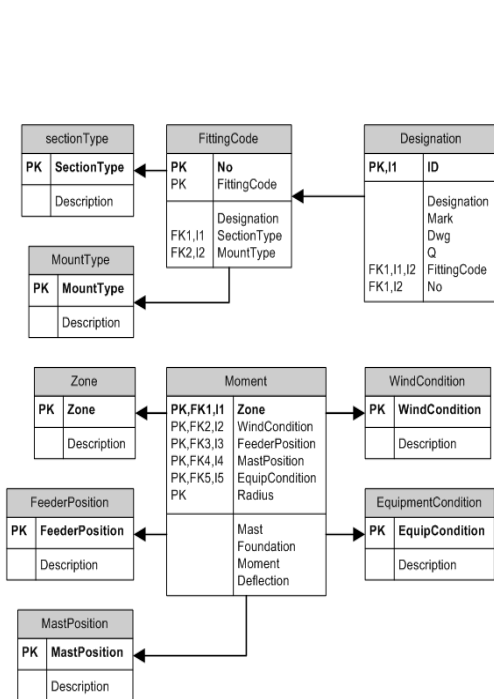 sectionType
PK SectionType
Description
FittingCode
PK No
PK FittingCode
Designation
FK1,I1 SectionType
FK2,I2 MountType
Designation
PK,I1 ID
Designation
Mark
Dwg
Q
FK1,I1,I2 FittingCode
FK1,I2 No
MountType
PK MountType
Description
Zone
PK Zone
Description
Moment
PK,FK1,I1 Zone
PK,FK2,I2 WindCondition
PK,FK3,I3 FeederPosition
PK,FK4,I4 MastPosition
PK,FK5,I5 EquipCondition
PK Radius
Mast
Foundation
Moment
Deflection
WindCondition
PK WindCondition
Description
FeederPosition
PK FeederPosition
Description
EquipmentCondition
PK EquipCondition
Description
MastPosition
PK MastPosition
Description